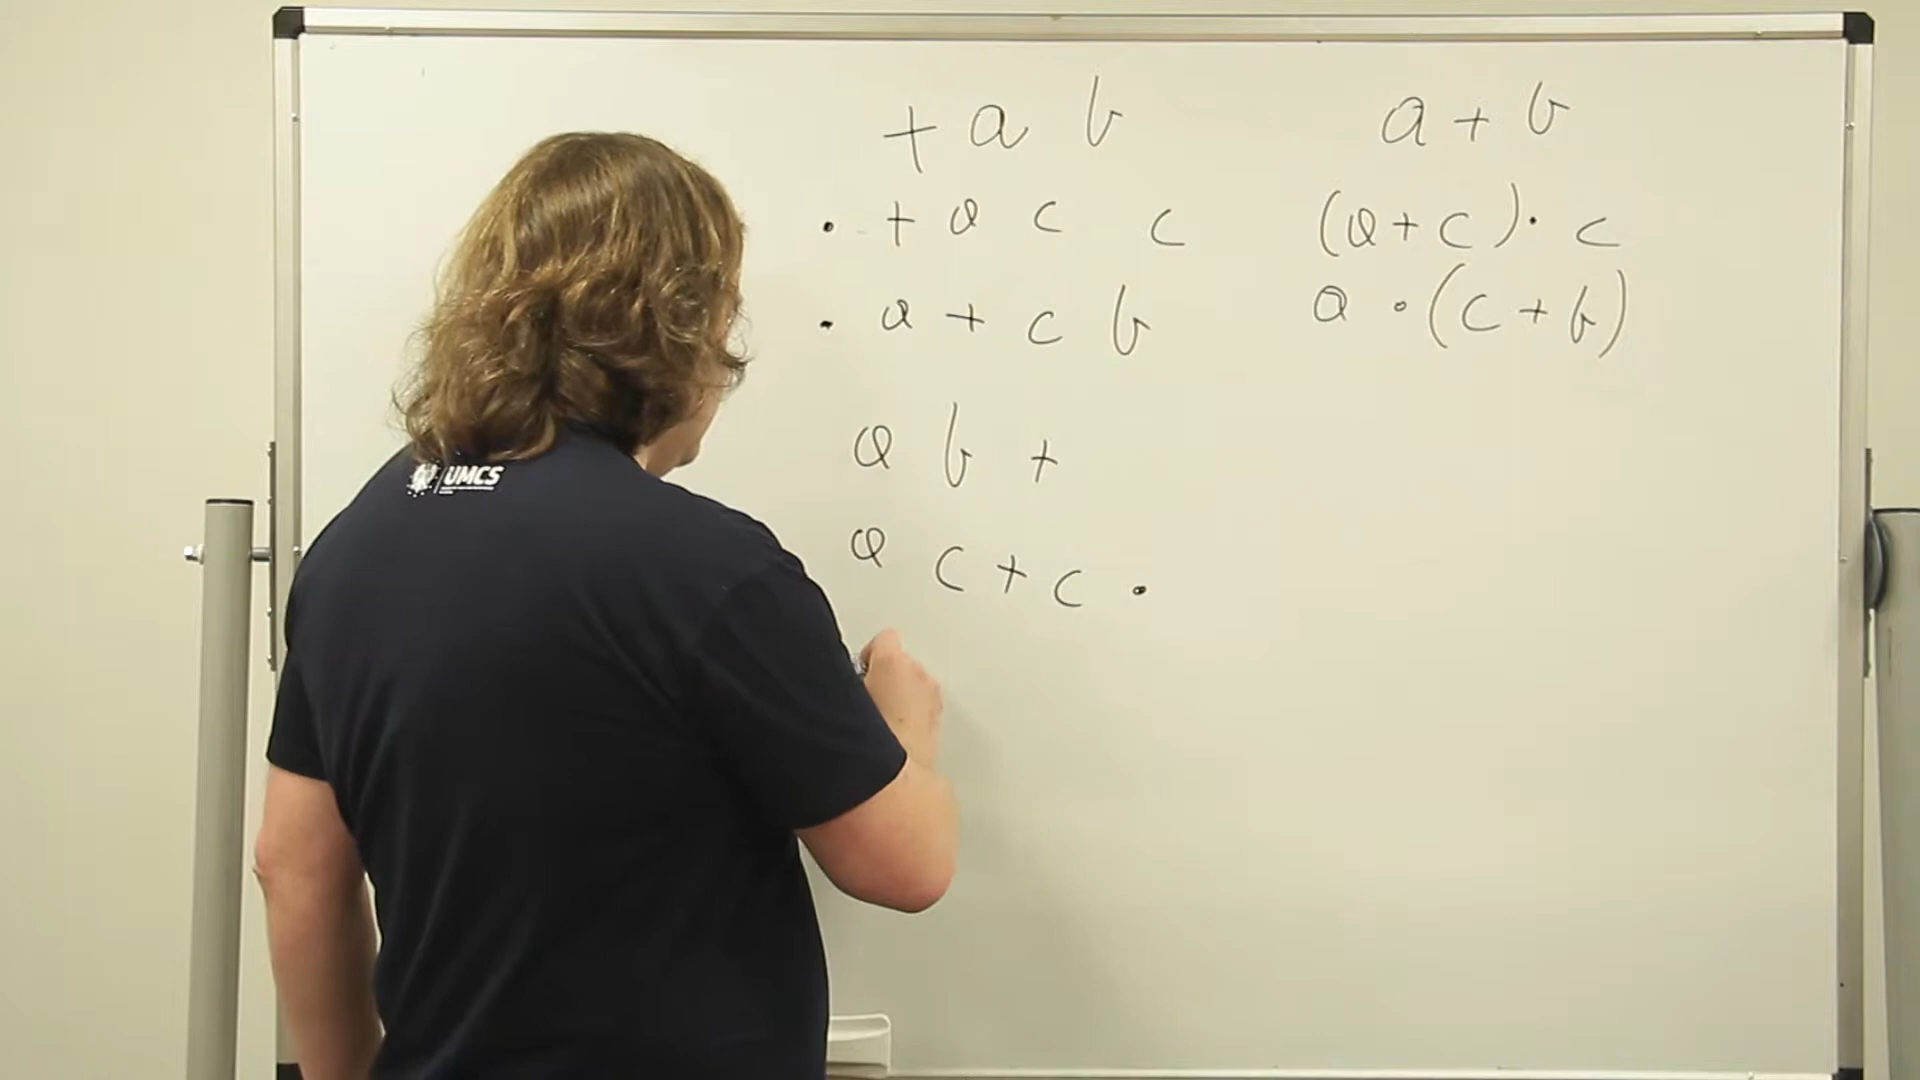 + a b a + b
· + a c c (a + c) · c
· a + c b a · (c + b)
a b +
a c + c ·
UMCS